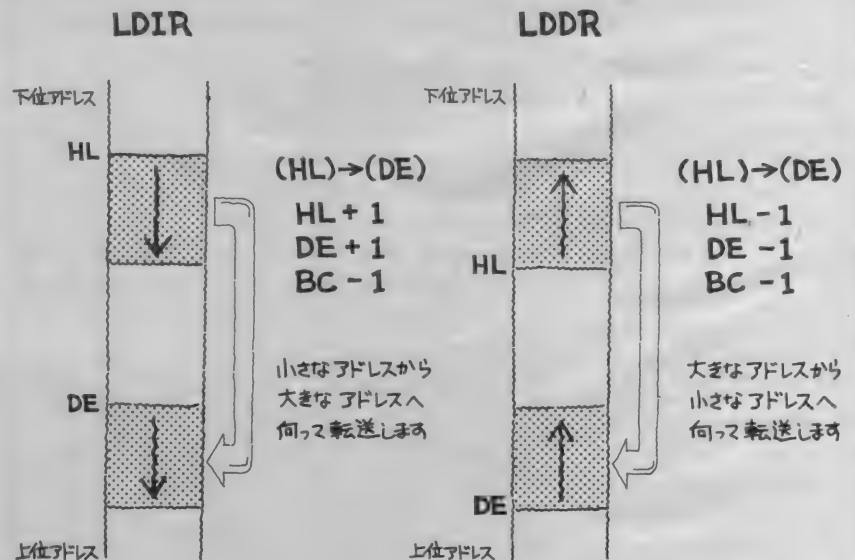 LDIR
下位アドレス
HL
(HL)→(DE)
HL + 1
DE + 1
BC - 1
小さなアドレスから
大きなアドレスへ
向って転送します
DE
上位アドレス
LDDR
下位アドレス
(HL)→(DE)
HL - 1
DE - 1
BC - 1
HL
大きなアドレスから
小さなアドレスへ
向って転送します
DE
上位アドレス